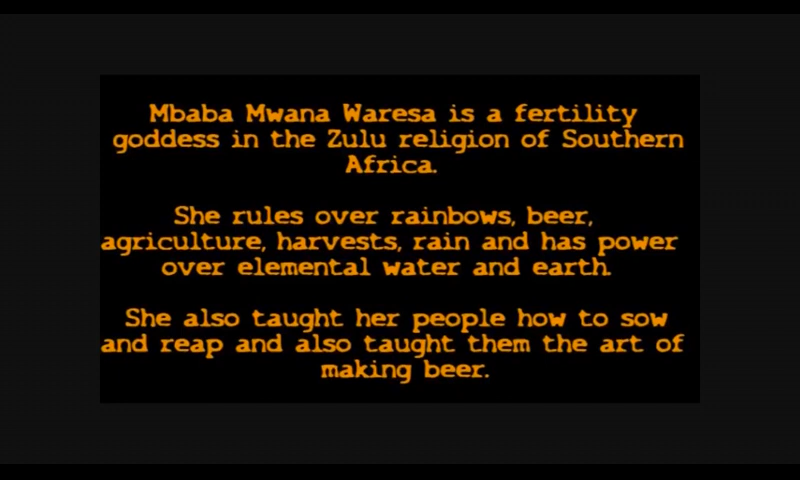 Mbaba Mwana Waresa is a fertility
goddess in the Zulu religion of Southern
Africa.
She rules over rainbows, beer,
agriculture, harvests, rain and has power
over elemental water and earth.
She also taught her people how to sow
and reap and also taught them the art of
making beer.